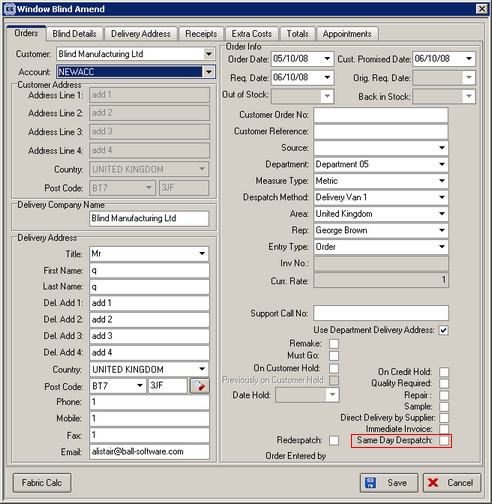 Window Blind Amend
Orders Blind Details Delivery Address Receipts Extra Costs Totals Appointments
Customer: Blind Manufacturing Ltd
Account: NEWACC
Customer Address
Address Line 1: add 1
Address Line 2: add 2
Address Line 3: add 3
Address Line 4: add 4
Country: UNITED KINGDOM
Post Code: BT7 3JF
Delivery Company Name
Blind Manufacturing Ltd
Delivery Address
Title: Mr
First Name: q
Last Name: q
Del. Add 1: add 1
Del. Add 2: add 2
Del. Add 3: add 3
Del. Add 4: add 4
Country: UNITED KINGDOM
Post Code: BT7 3JF
Phone: 1
Mobile: 1
Fax: 1
Email: alistair@ball-software.com
Order Info
Order Date: 05/10/08 Cust. Promised Date: 06/10/08
Req. Date: 06/10/08 Orig. Req. Date:
Out of Stock: Back in Stock:
Customer Order No:
Customer Reference:
Source:
Department: Department 05
Measure Type: Metric
Despatch Method: Delivery Van 1
Area: United Kingdom
Rep: George Brown
Entry Type: Order
Inv No.:
Curr. Rate: 1
Support Call No:
Use Department Delivery Address:
Remake:
Must Go:
On Customer Hold:
Previously on Customer Hold:
Date Hold:
On Credit Hold:
Quality Required:
Repair :
Sample:
Direct Delivery by Supplier:
Immediate Invoice:
Redespatch: Same Day Despatch:
Order Entered by
Fabric Calc Save Cancel